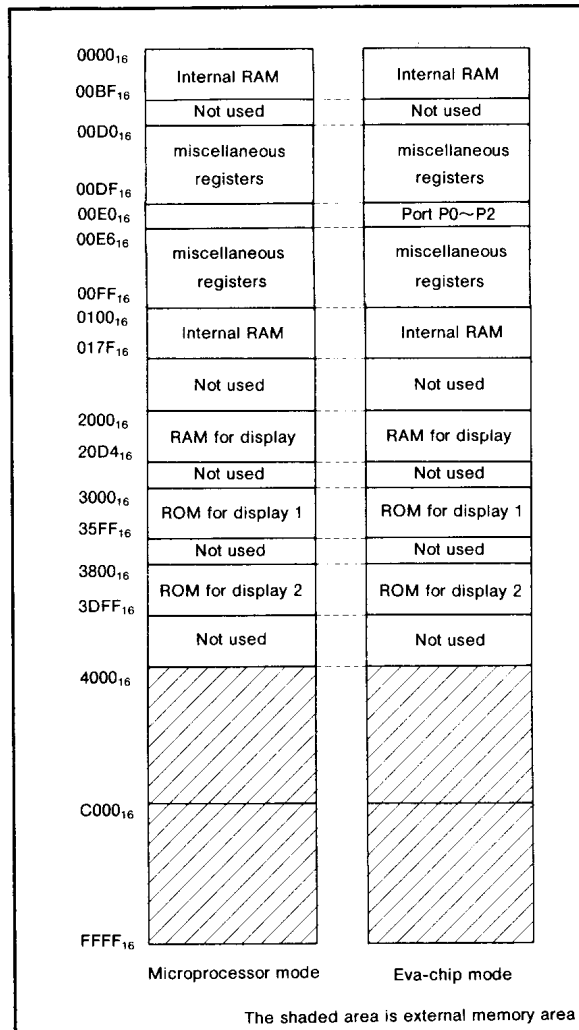 0000₁₆
Internal RAM Internal RAM
00BF₁₆
Not used Not used
00D0₁₆
miscellaneous miscellaneous
registers registers
00DF₁₆
00E0₁₆ Port P0~P2
00E6₁₆
miscellaneous miscellaneous
registers registers
00FF₁₆
0100₁₆
Internal RAM Internal RAM
017F₁₆
Not used Not used
2000₁₆
RAM for display RAM for display
20D4₁₆
Not used Not used
3000₁₆
ROM for display 1 ROM for display 1
35FF₁₆
Not used Not used
3800₁₆
ROM for display 2 ROM for display 2
3DFF₁₆
Not used Not used
4000₁₆
C000₁₆
FFFF₁₆
Microprocessor mode Eva-chip mode
The shaded area is external memory area